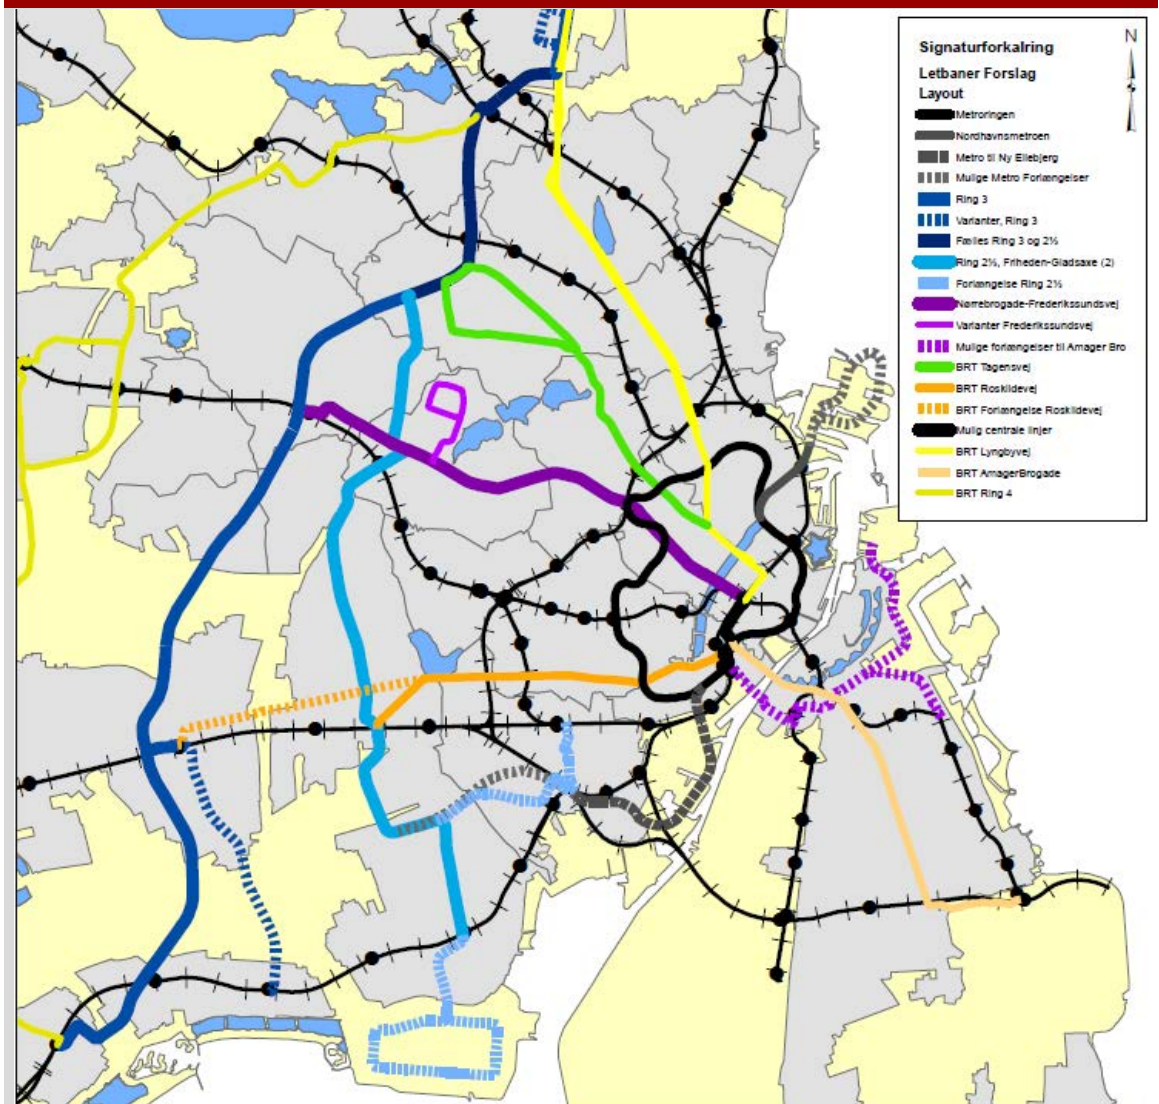 N
Signaturforkalring
Letbaner Forslag
Layout
Metroringen
Nordhavnsmetroen
Metro til Ny Ellebjerg
Mulige Metro Forlængelser
Ring 3
Varianter, Ring 3
Fælles Ring 3 og 2½
Ring 2½, Friheden-Gladsaxe (2)
Forlængelse Ring 2½
Nørrebrogade-Frederikssundsvej
Varianter Frederikssundsvej
Mulige forlængelser til Amager Bro
BRT Tagensvej
BRT Roskildevej
BRT Forlængelse Roskildevej
Mulig centrale linjer
BRT Lyngbyvej
BRT AmagerBrogade
BRT Ring 4